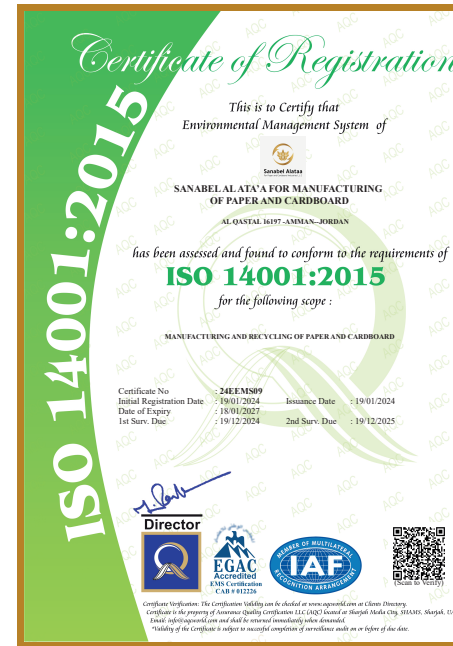 Certificate of Registration
ISO 14001:2015
This is to Certify that
Environmental Management System of
Sanabel Alataa
SANABEL AL ATA'A FOR MANUFACTURING
OF PAPER AND CARDBOARD
AL QASTAL 16197 -AMMAN--JORDAN
has been assessed and found to conform to the requirements of
ISO 14001:2015
for the following scope :
MANUFACTURING AND RECYCLING OF PAPER AND CARDBOARD
Certificate No : 24EEMS09
Initial Registration Date : 19/01/2024 Issuance Date : 19/01/2024
Date of Expiry : 18/01/2027
1st Surv. Due : 19/12/2024 2nd Surv. Due : 19/12/2025
Director
EGAC
Accredited
EMS Certification
CAB # 012226
MEMBER OF MULTILATERAL
IAF
RECOGNITION ARRANGEMENT
(Scan to Verify)
Certificate Verification: The Certification Validity can be checked at www.aqcworld.com at Clients Directory.
Certificate is the property of Assurance Quality Certification LLC (AQC) located at Sharjah Media City, SHAMS, Sharjah,
Email: info@aqcworld.com and shall be returned immediately when demanded.
*Validity of the Certificate is subject to successful completion of surveillance audit on or before of due date.